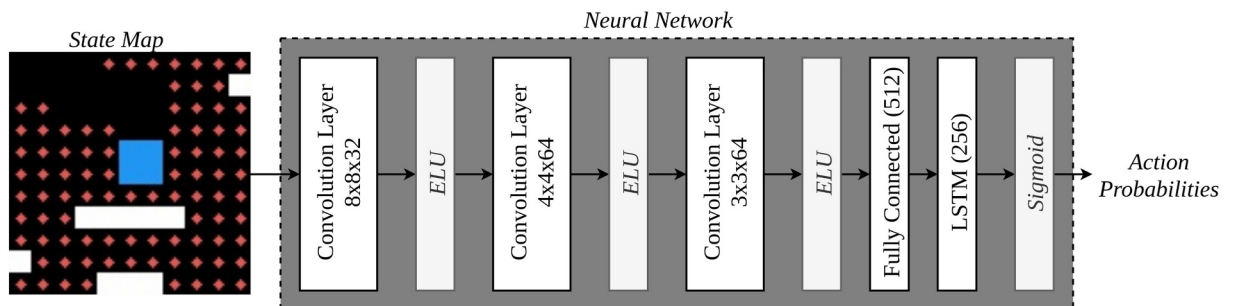 Neural Network
State Map
Convolution Layer
8x8x32
ELU
Convolution Layer
4x4x64
ELU
Convolution Layer
3x3x64
ELU
Fully Connected (512)
LSTM (256)
Sigmoid
Action
Probabilities